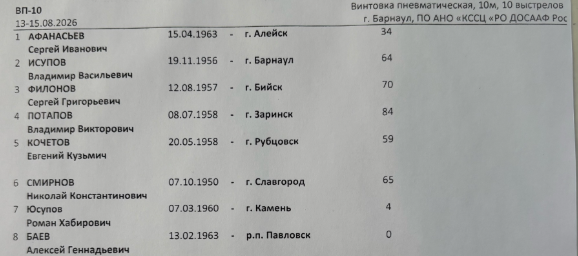 ВП-10
Винтовка пневматическая, 10м, 10 выстрелов
13-15.08.2026
г. Барнаул, ПО АНО «КССЦ «РО ДОСААФ Рос
1 АФАНАСЬЕВ 15.04.1963 - г. Алейск 34
Сергей Иванович
2 ИСУПОВ 19.11.1956 - г. Барнаул 64
Владимир Васильевич
3 ФИЛОНОВ 12.08.1957 - г. Бийск 70
Сергей Григорьевич
4 ПОТАПОВ 08.07.1958 - г. Заринск 84
Владимир Викторович
5 КОЧЕТОВ 20.05.1958 - г. Рубцовск 59
Евгений Кузьмич
6 СМИРНОВ 07.10.1950 - г. Славгород 65
Николай Константинович
7 Юсупов 07.03.1960 - г. Камень 4
Роман Хабирович
8 БАЕВ 13.02.1963 - р.п. Павловск 0
Алексей Геннадьевич